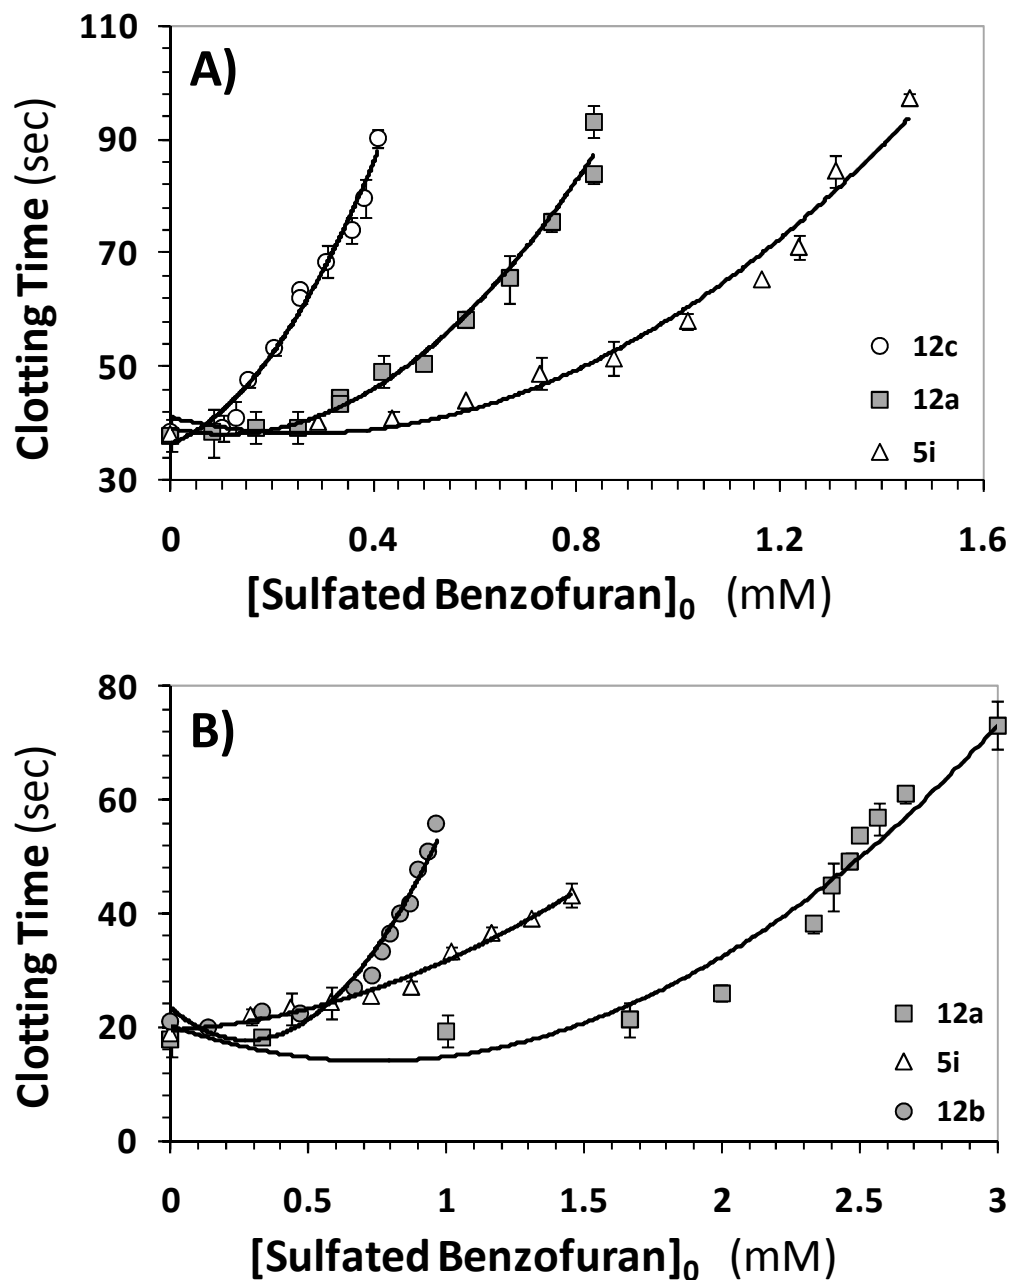 110
A)
90
70
50
30
Clotting Time (sec)
12c
12a
5i
0 0.4 0.8 1.2 1.6
[Sulfated Benzofuran]₀ (mM)
80
B)
60
40
20
0
Clotting Time (sec)
12a
5i
12b
0 0.5 1 1.5 2 2.5 3
[Sulfated Benzofuran]₀ (mM)